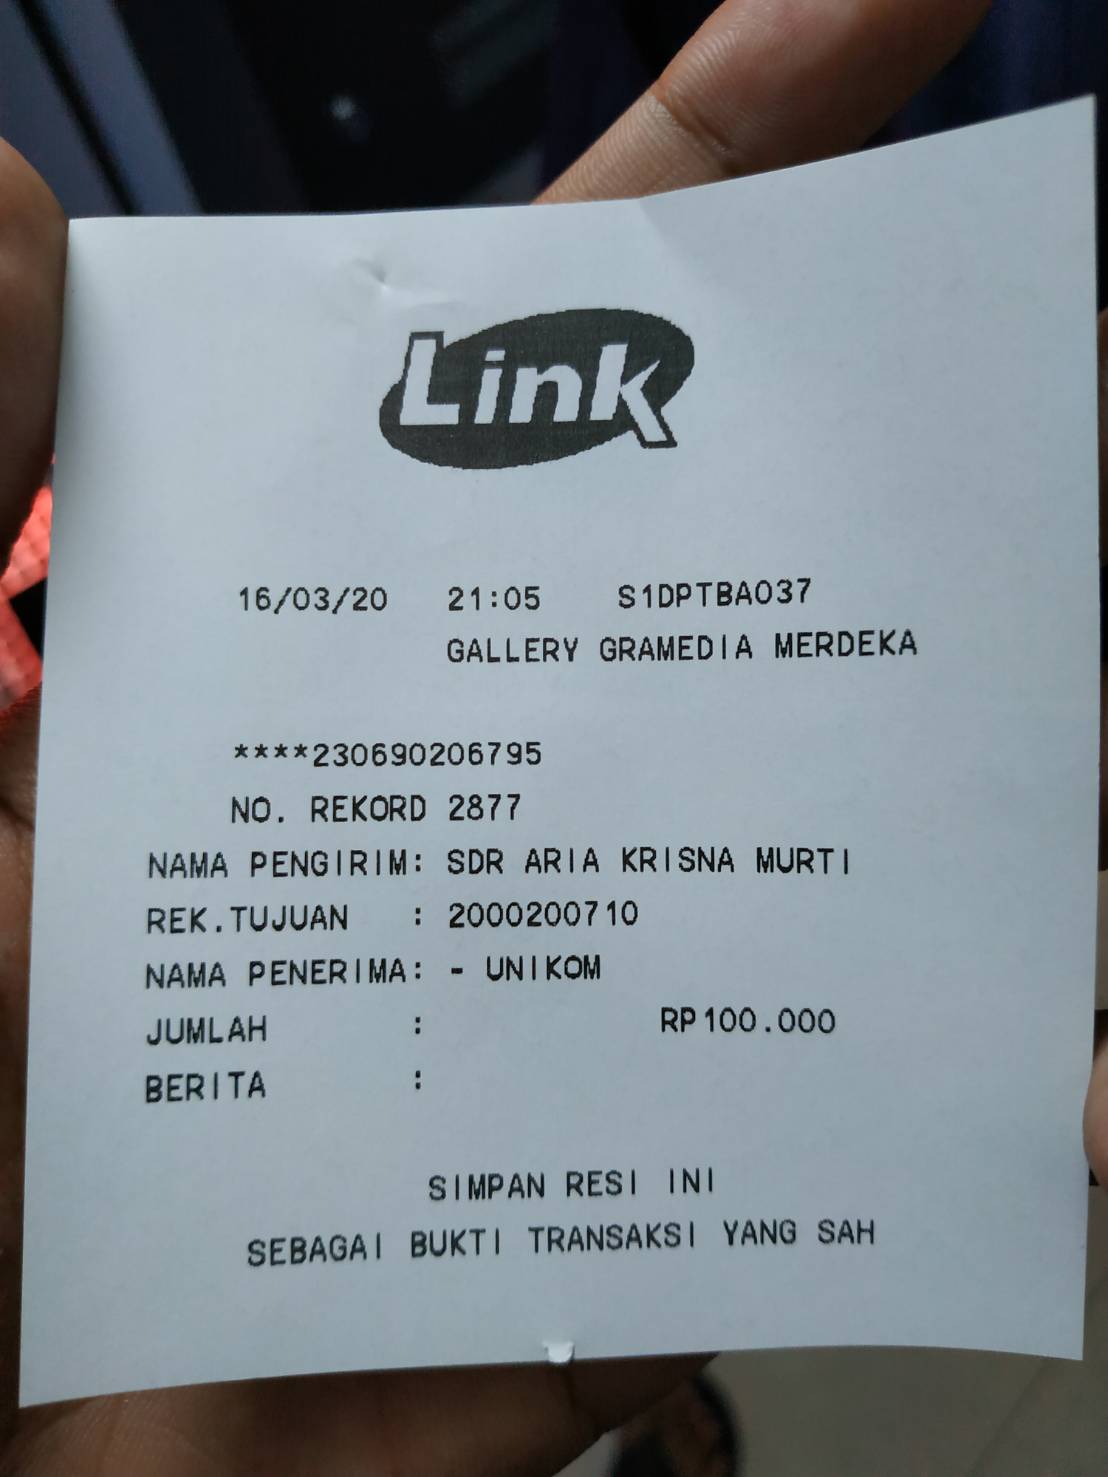 Link
16/03/20 21:05 S1DPTBA037
GALLERY GRAMEDIA MERDEKA
****230690206795
NO. REKORD 2877
NAMA PENGIRIM: SDR ARIA KRISNA MURTI
REK.TUJUAN : 2000200710
NAMA PENERIMA: - UNIKOM
JUMLAH : RP100.000
BERITA :
SIMPAN RESI INI
SEBAGAI BUKTI TRANSAKSI YANG SAH